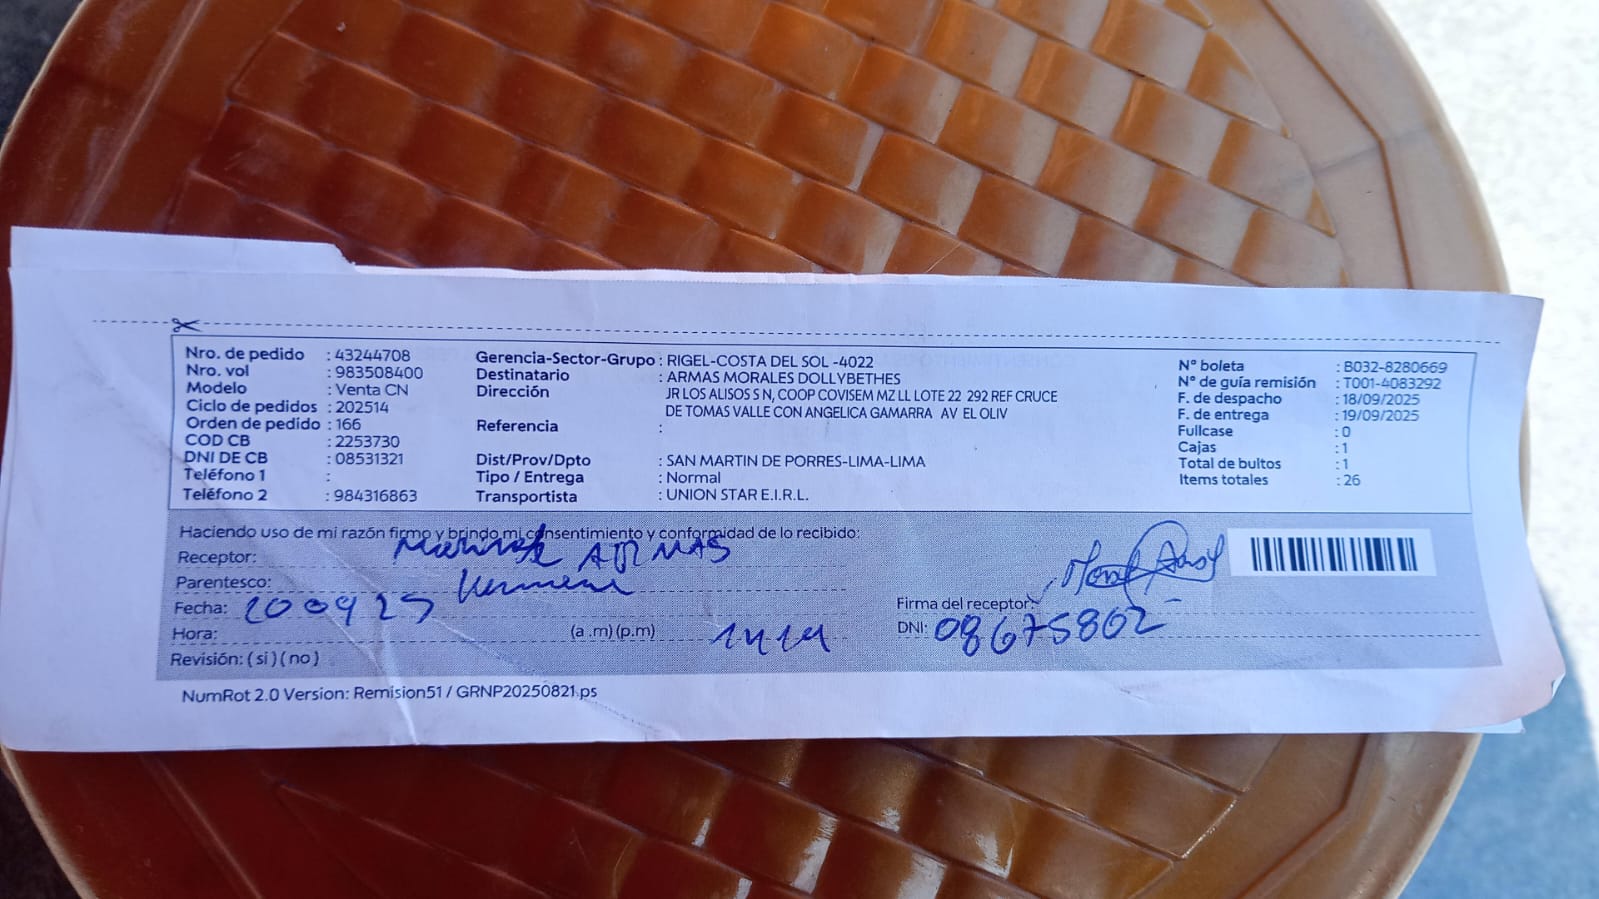 Nro. de pedido : 43244708
Nro. vol : 983508400
Modelo : Venta CN
Ciclo de pedidos : 202514
Orden de pedido : 166
COD CB : 2253730
DNI DE CB : 08531321
Teléfono 1 :
Teléfono 2 : 984316863
Gerencia-Sector-Grupo : RIGEL-COSTA DEL SOL -4022
Destinatario : ARMAS MORALES DOLLYBETHES
Dirección JR LOS ALISOS S N, COOP COVISEM MZ LL LOTE 22 292 REF CRUCE
DE TOMAS VALLE CON ANGELICA GAMARRA AV EL OLIV
Referencia :
Dist/Prov/Dpto : SAN MARTIN DE PORRES-LIMA-LIMA
Tipo / Entrega : Normal
Transportista : UNION STAR E.I.R.L.
N° boleta : B032-8280669
N° de guía remisión : T001-4083292
F. de despacho : 18/09/2025
F. de entrega : 19/09/2025
Fullcase : 0
Cajas : 1
Total de bultos : 1
Items totales : 26
Haciendo uso de mi razón firmo y brindo mi consentimiento y conformidad de lo recibido:
Receptor: ARMAS
Parentesco:
Fecha: 200925
Hora: (a .m) (p.m) 1414
Revisión: ( si ) ( no )
Firma del receptor:
DNI: 08675802
NumRot 2.0 Version: Remision51 / GRNP20250821.ps